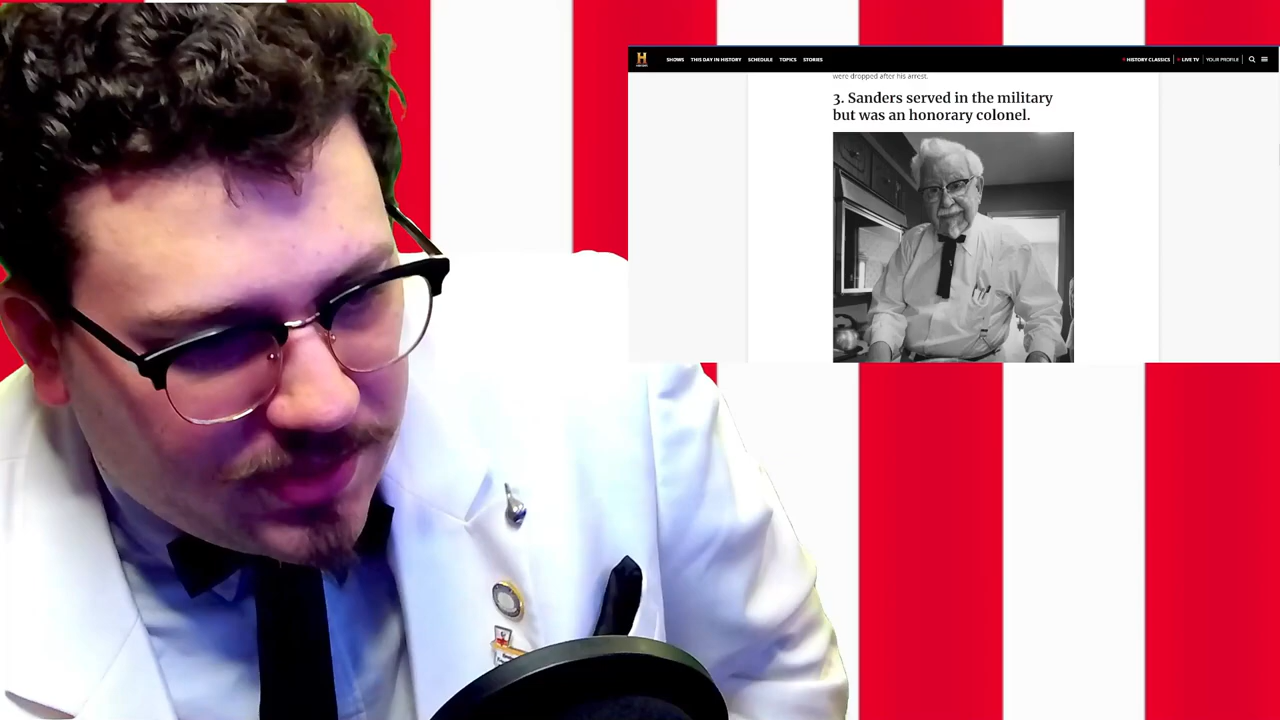 H
HISTORY
SHOWS THIS DAY IN HISTORY SCHEDULE TOPICS STORIES HISTORY CLASSICS LIVE TV YOUR PROFILE
were dropped after his arrest.
3. Sanders served in the military
but was an honorary colonel.